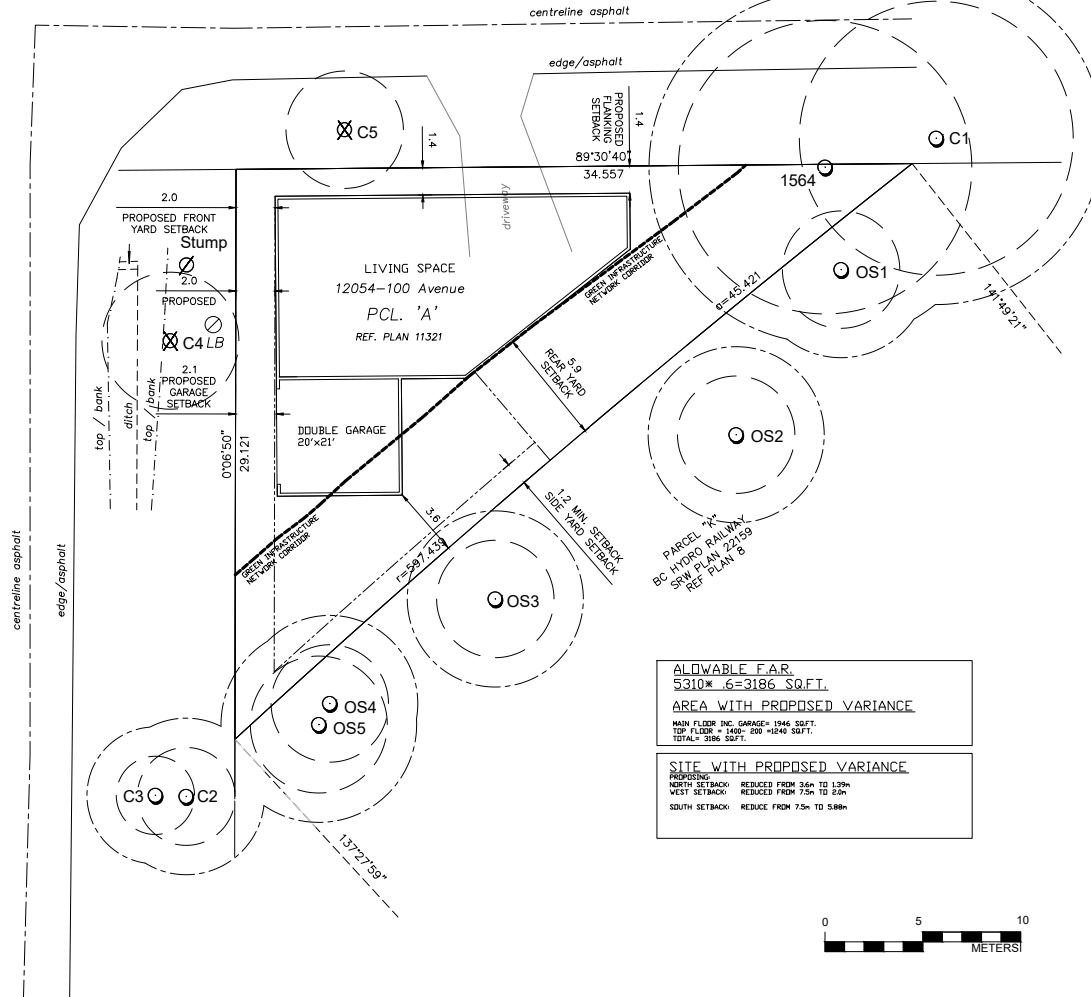 centreline asphalt
edge/asphalt
C5
1.4
PROPOSED
FLANKING
SETBACK
1.4
89°30'40"
34.557
C1
1564
2.0
PROPOSED FRONT
YARD SETBACK
Stump
driveway
2.0
PROPOSED
C4
LB
2.1
PROPOSED
GARAGE
SETBACK
LIVING SPACE
12054-100 Avenue
PCL. 'A'
REF. PLAN 11321
GREEN INFRASTRUCTURE
NETWORK CORRIDOR
OS1
a=45.421
141°49'21"
5.9
REAR YARD
SETBACK
top / bank
ditch
top / bank
0°06'50"
29.121
DOUBLE GARAGE
20'x21'
OS2
1.2 MIN. SETBACK
SIDE YARD SETBACK
3.6
r=597.439
PARCEL "K"
BC HYDRO RAILWAY
SRW PLAN 22159
REF PLAN 8
GREEN INFRASTRUCTURE
NETWORK CORRIDOR
centreline asphalt
edge/asphalt
OS3
OS4
OS5
C3
C2
137°27'59"
ALOWABLE F.A.R.
5310* .6=3186 SQ.FT.
AREA WITH PROPOSED VARIANCE
MAIN FLOOR INC. GARAGE= 1946 SQ.FT.
TOP FLOOR = 1400- 200 =1240 SQ.FT.
TOTAL= 3186 SQ.FT.
SITE WITH PROPOSED VARIANCE
PROPOSING:
NORTH SETBACK: REDUCED FROM 3.6m TO 1.39m
WEST SETBACK: REDUCED FROM 7.5m TO 2.0m
SOUTH SETBACK: REDUCE FROM 7.5m TO 5.88m
0 5 10
METERS